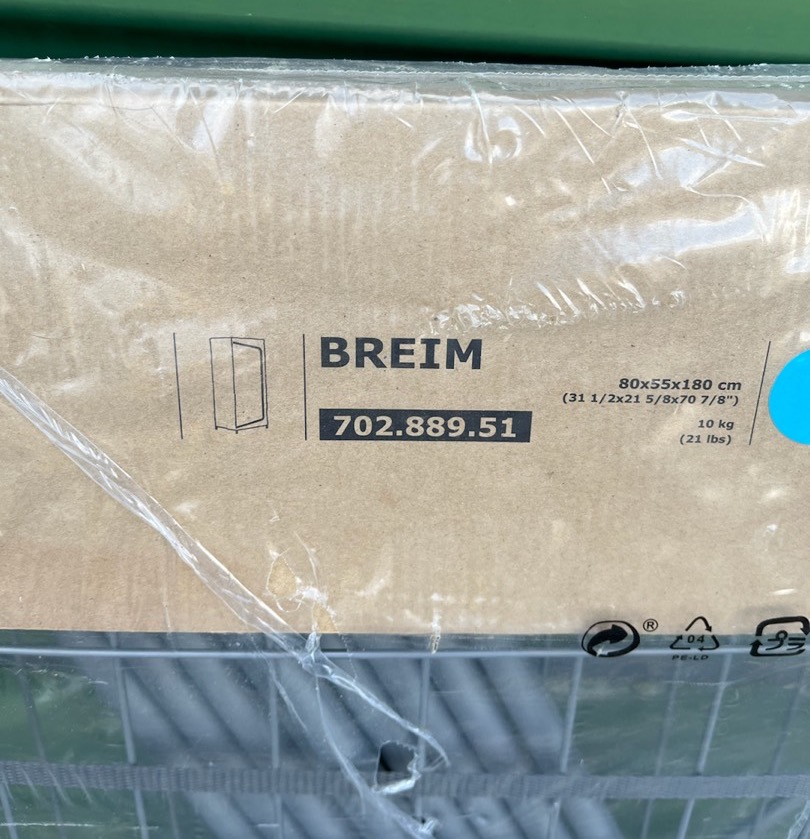 BREIM
702.889.51
80x55x180 cm
(31 1/2x21 5/8x70 7/8")
10 kg
(21 lbs)
®
04
PE-LD